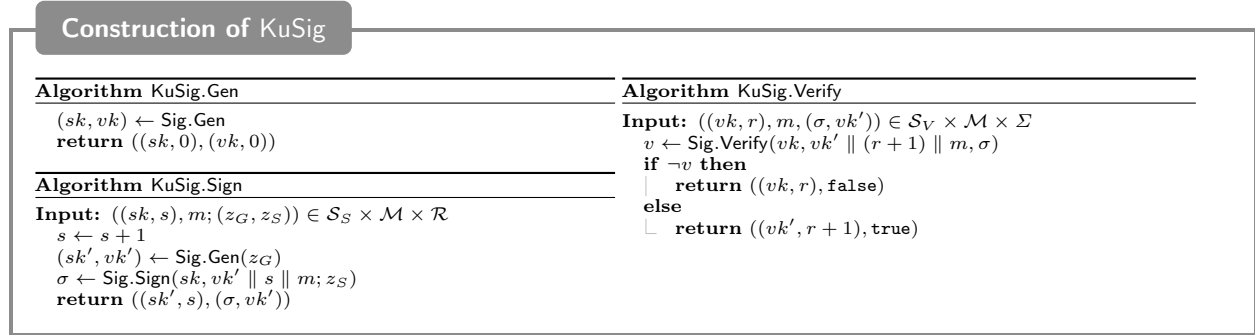 Construction of KuSig
Algorithm KuSig.Gen
(sk, vk) ← Sig.Gen
return ((sk, 0), (vk, 0))
Algorithm KuSig.Sign
Input: ((sk, s), m; (z_G, z_S)) ∈ 𝒮_S × ℳ × ℛ
s ← s + 1
(sk′, vk′) ← Sig.Gen(z_G)
σ ← Sig.Sign(sk, vk′ ∥ s ∥ m; z_S)
return ((sk′, s), (σ, vk′))
Algorithm KuSig.Verify
Input: ((vk, r), m, (σ, vk′)) ∈ 𝒮_V × ℳ × Σ
v ← Sig.Verify(vk, vk′ ∥ (r + 1) ∥ m, σ)
if ¬v then
return ((vk, r), false)
else
return ((vk′, r + 1), true)